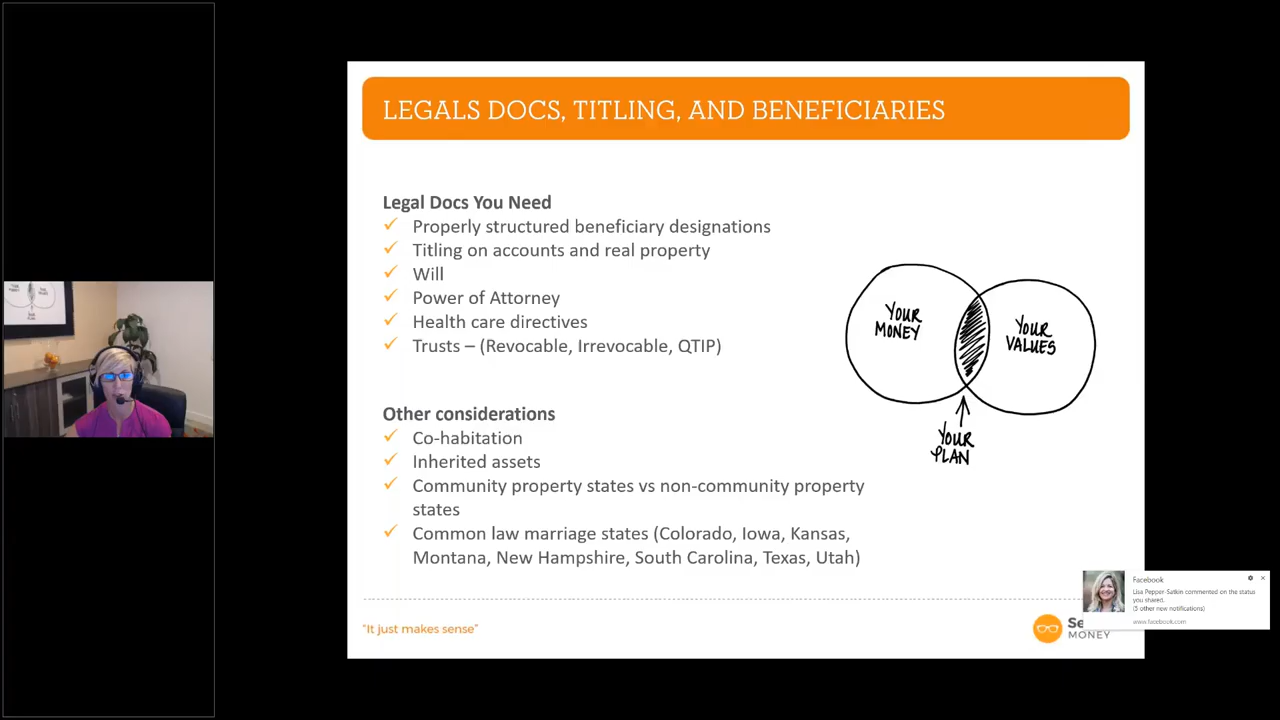 LEGALS DOCS, TITLING, AND BENEFICIARIES
Legal Docs You Need
✓ Properly structured beneficiary designations
✓ Titling on accounts and real property
✓ Will
✓ Power of Attorney
✓ Health care directives
✓ Trusts – (Revocable, Irrevocable, QTIP)
Other considerations
✓ Co-habitation
✓ Inherited assets
✓ Community property states vs non-community property
states
✓ Common law marriage states (Colorado, Iowa, Kansas,
Montana, New Hampshire, South Carolina, Texas, Utah)
YOUR
MONEY
YOUR
VALUES
YOUR
PLAN
"It just makes sense"
Se
MONEY
Facebook
Lisa Pepper-Satkin commented on the status
you shared.
(5 other new notifications)
www.facebook.com